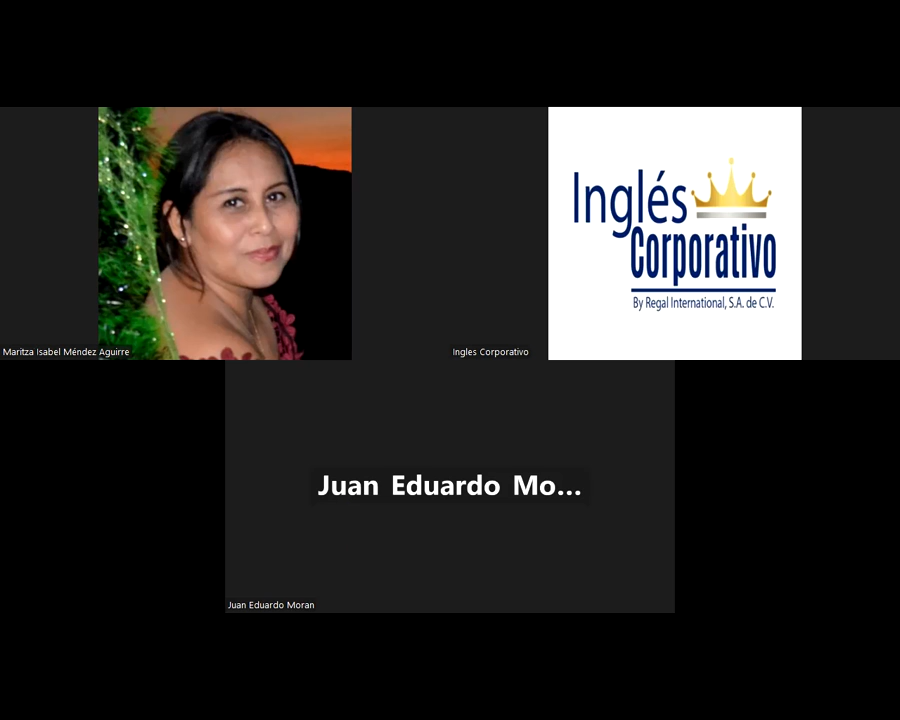 Inglés
Corporativo
By Regal International, S.A. de C.V.
Maritza Isabel Méndez Aguirre
Ingles Corporativo
Juan Eduardo Mo...
Juan Eduardo Moran